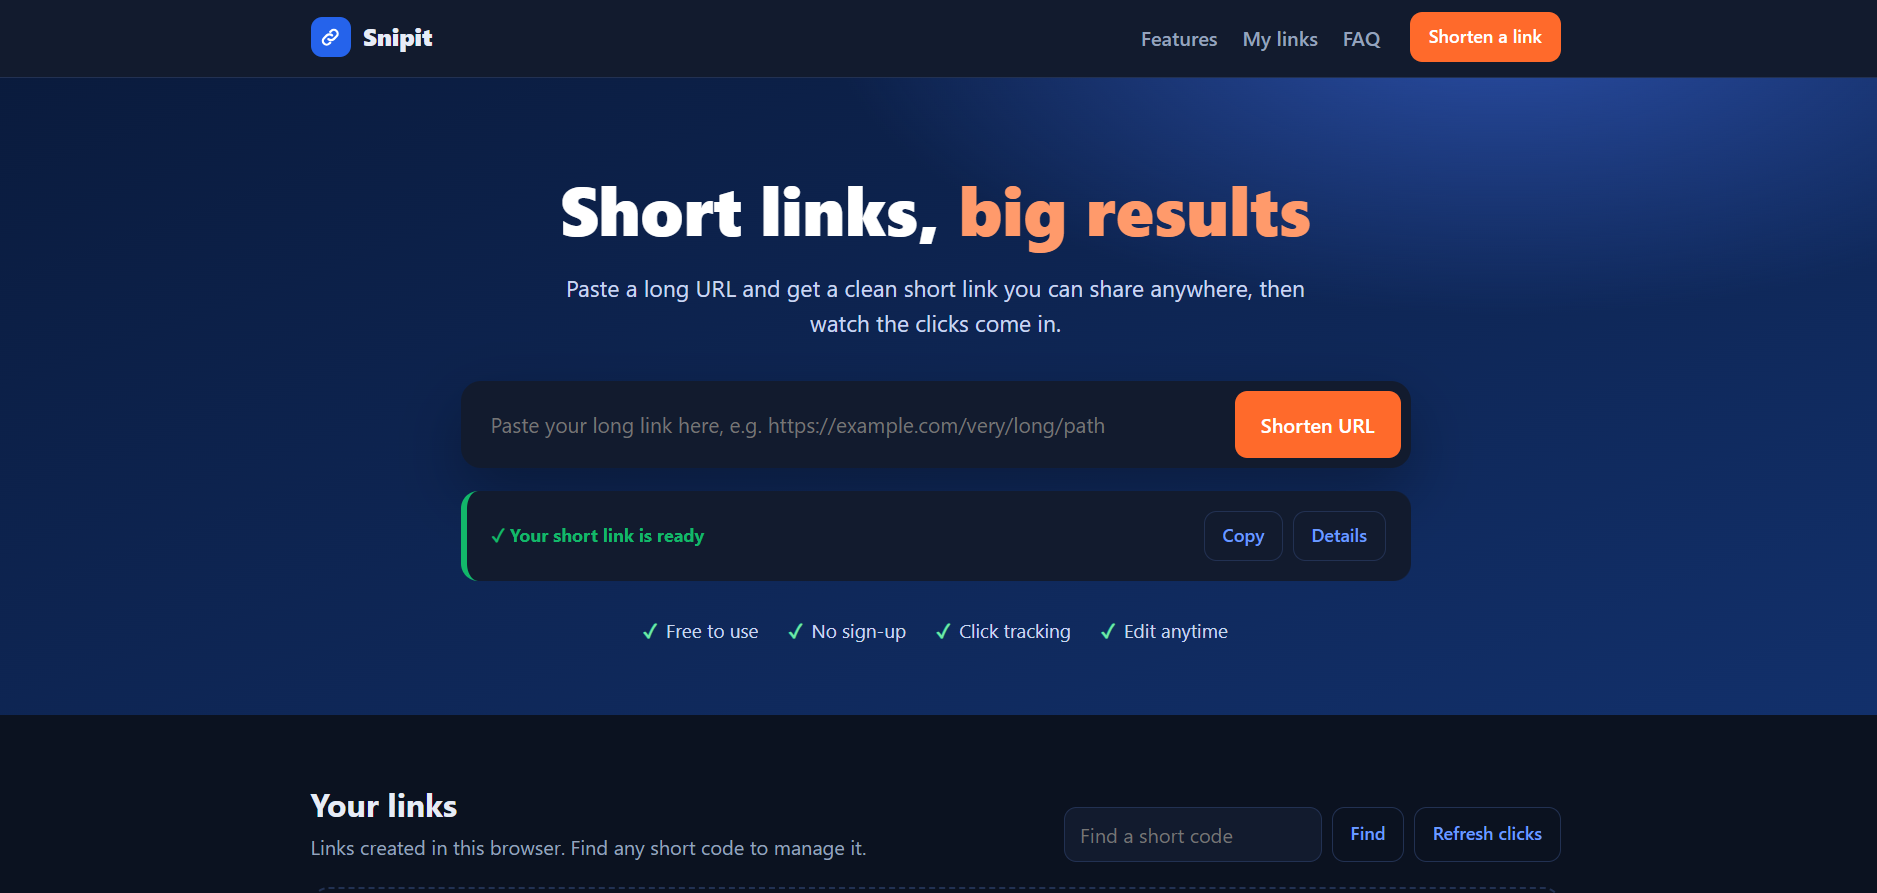 Snipit
Features
My links
FAQ
Shorten a link
Short links, big results
Paste a long URL and get a clean short link you can share anywhere, then
watch the clicks come in.
Paste your long link here, e.g. https://example.com/very/long/path
Shorten URL
✓ Your short link is ready
Copy
Details
✓ Free to use
✓ No sign-up
✓ Click tracking
✓ Edit anytime
Your links
Links created in this browser. Find any short code to manage it.
Find a short code
Find
Refresh clicks